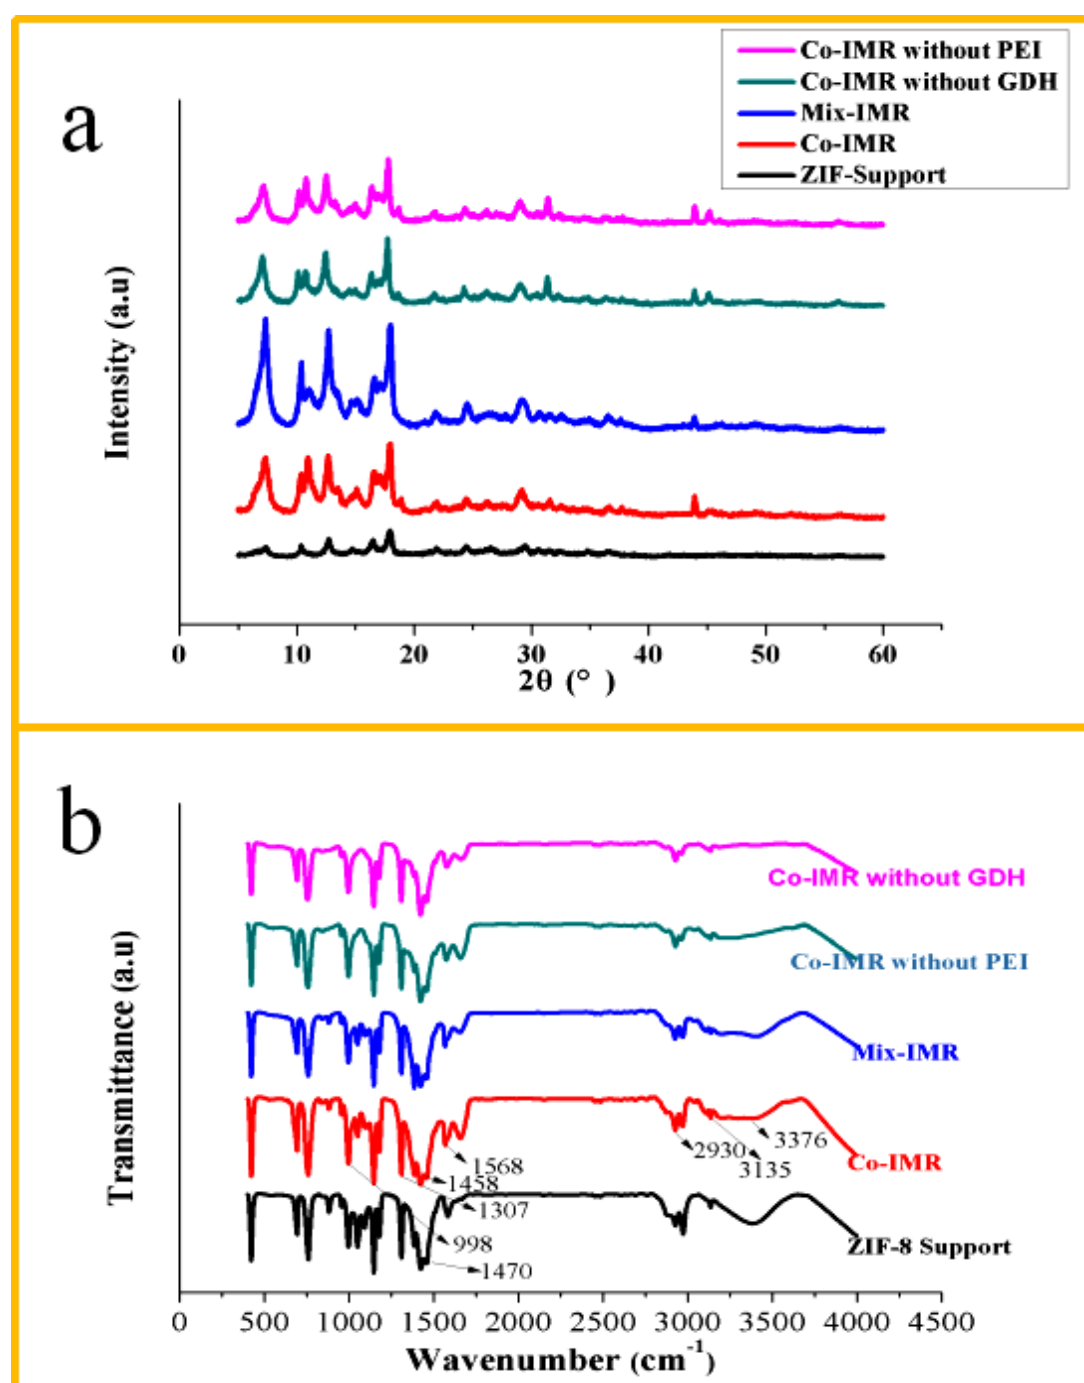 a
Co-IMR without PEI
Co-IMR without GDH
Mix-IMR
Co-IMR
ZIF-Support
Intensity (a.u)
0 10 20 30 40 50 60
2θ (° )
b
Co-IMR without GDH
Co-IMR without PEI
Mix-IMR
Co-IMR
ZIF-8 Support
2930
3135
3376
1568
1458
1307
998
1470
Transmittance (a.u)
0 500 1000 1500 2000 2500 3000 3500 4000 4500
Wavenumber (cm⁻¹)